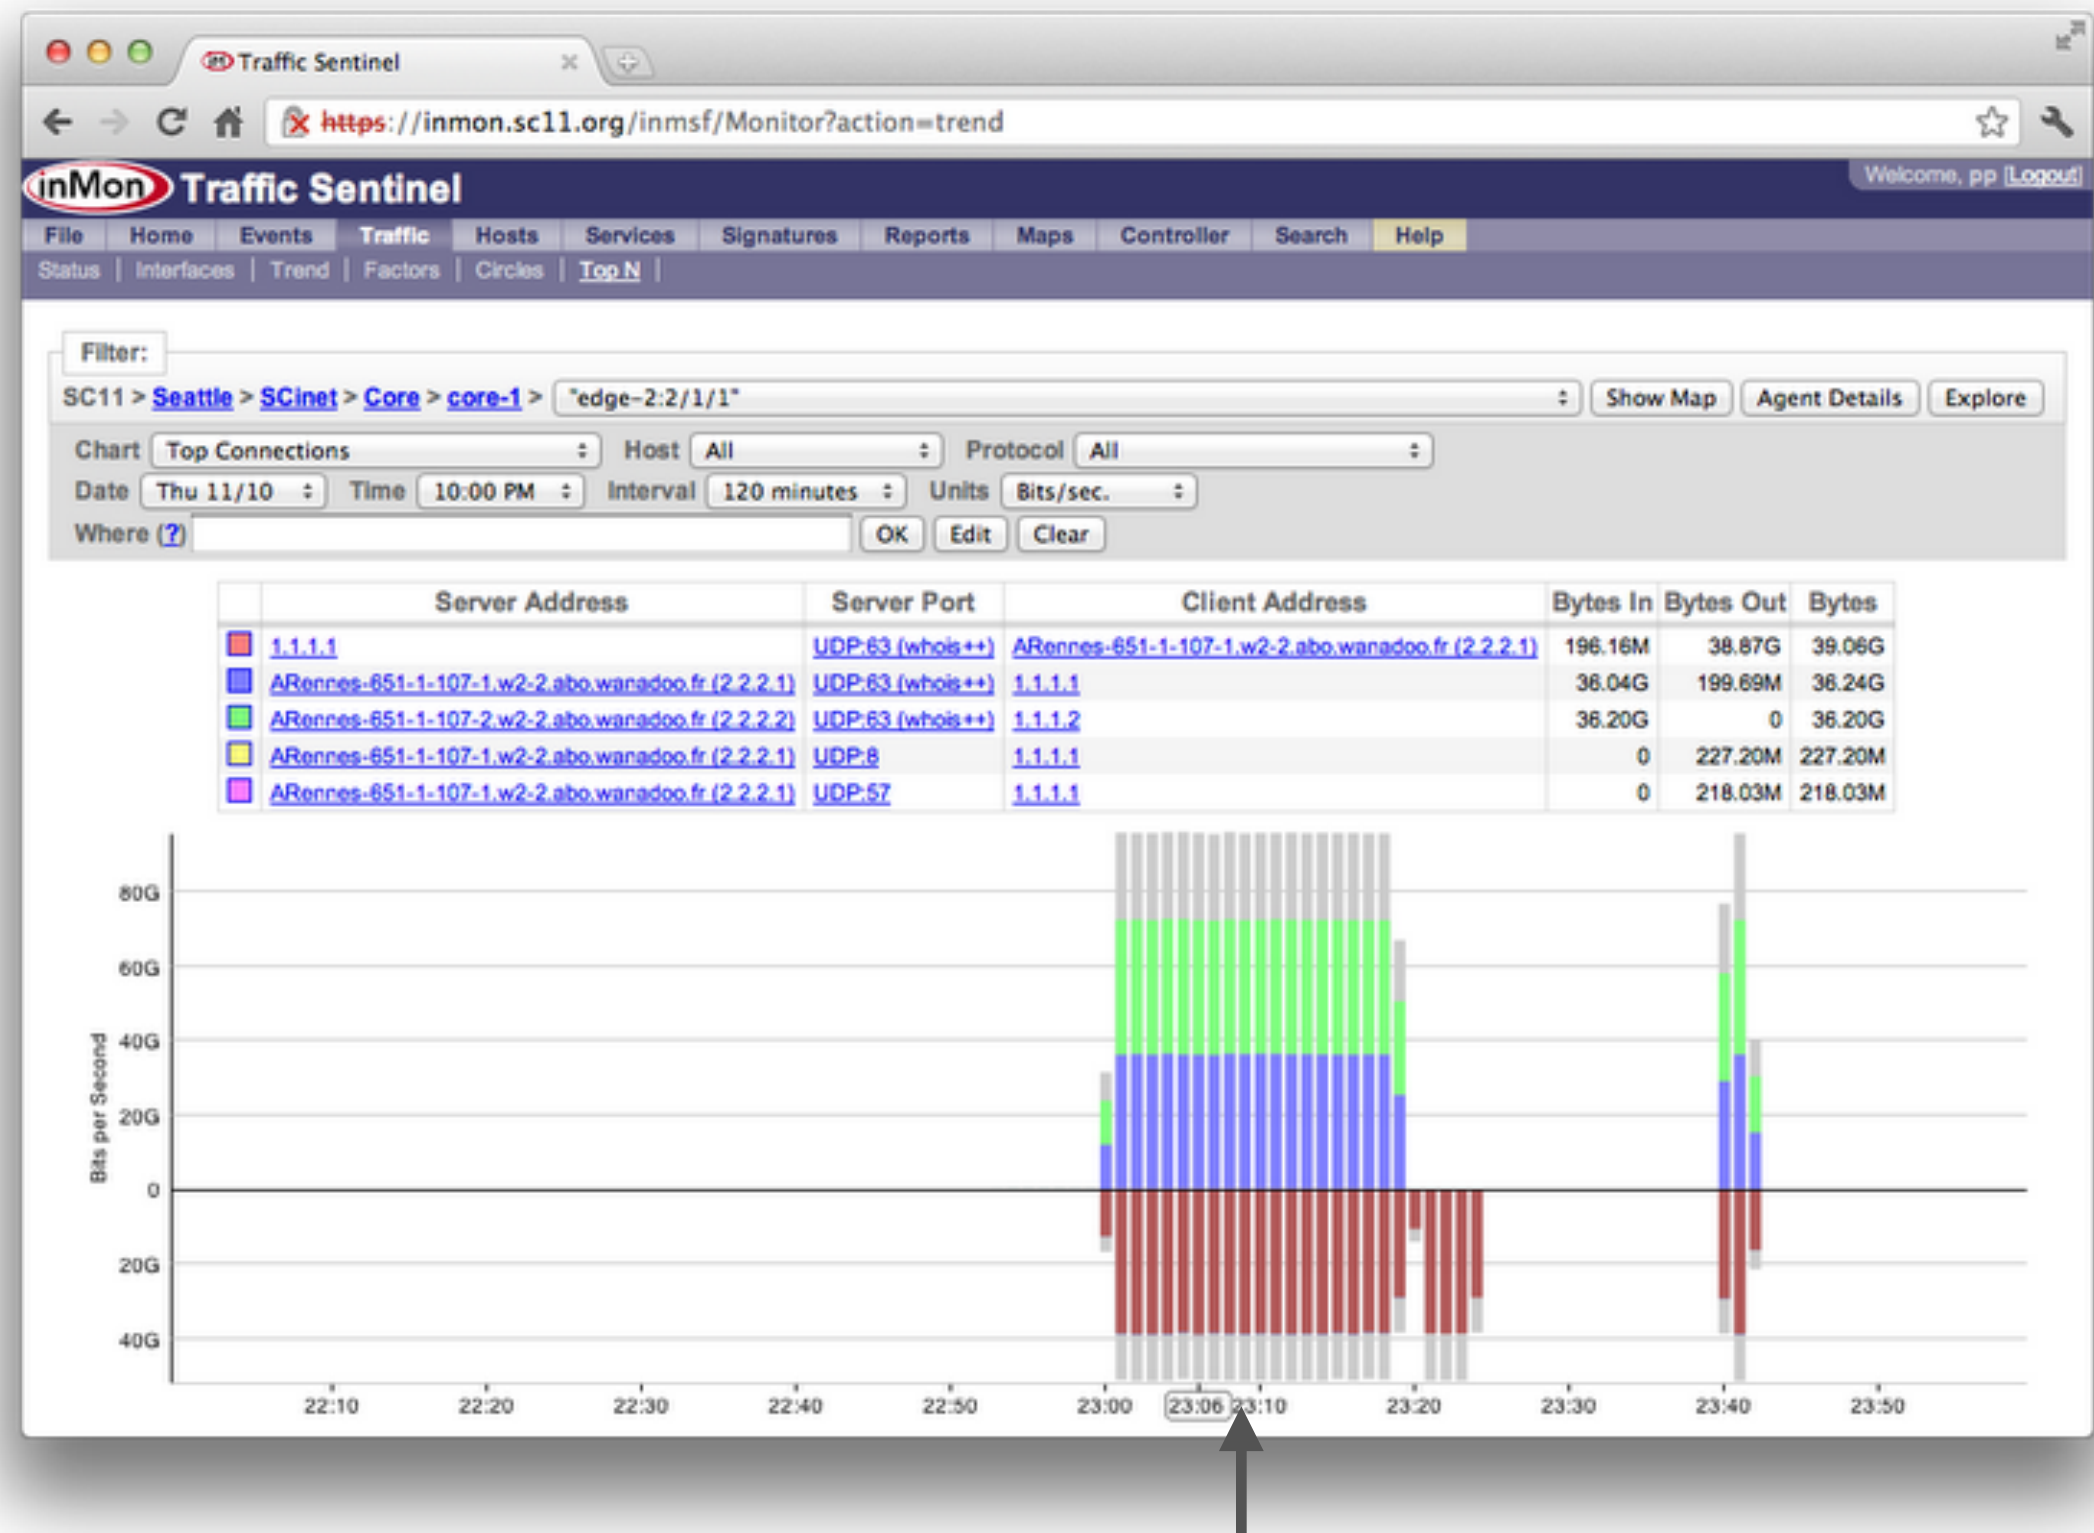 Traffic Sentinel
https://inmon.sc11.org/inmsf/Monitor?action=trend
inMon Traffic Sentinel
Welcome, pp [Logout]
File Home Events Traffic Hosts Services Signatures Reports Maps Controller Search Help
Status | Interfaces | Trend | Factors | Circles | Top N |
Filter:
SC11 > Seattle > SCinet > Core > core-1 > "edge-2:2/1/1" Show Map Agent Details Explore
Chart Top Connections Host All Protocol All
Date Thu 11/10 Time 10:00 PM Interval 120 minutes Units Bits/sec.
Where (?) OK Edit Clear
Server Address Server Port Client Address Bytes In Bytes Out Bytes
1.1.1.1 UDP:63 (whois++) ARennes-651-1-107-1.w2-2.abo.wanadoo.fr (2.2.2.1) 196.16M 38.87G 39.06G
ARennes-651-1-107-1.w2-2.abo.wanadoo.fr (2.2.2.1) UDP:63 (whois++) 1.1.1.1 36.04G 199.69M 36.24G
ARennes-651-1-107-2.w2-2.abo.wanadoo.fr (2.2.2.2) UDP:63 (whois++) 1.1.1.2 36.20G 0 36.20G
ARennes-651-1-107-1.w2-2.abo.wanadoo.fr (2.2.2.1) UDP:8 1.1.1.1 0 227.20M 227.20M
ARennes-651-1-107-1.w2-2.abo.wanadoo.fr (2.2.2.1) UDP:57 1.1.1.1 0 218.03M 218.03M
Bits per Second
80G
60G
40G
20G
0
20G
40G
22:10 22:20 22:30 22:40 22:50 23:00 23:06 23:10 23:20 23:30 23:40 23:50